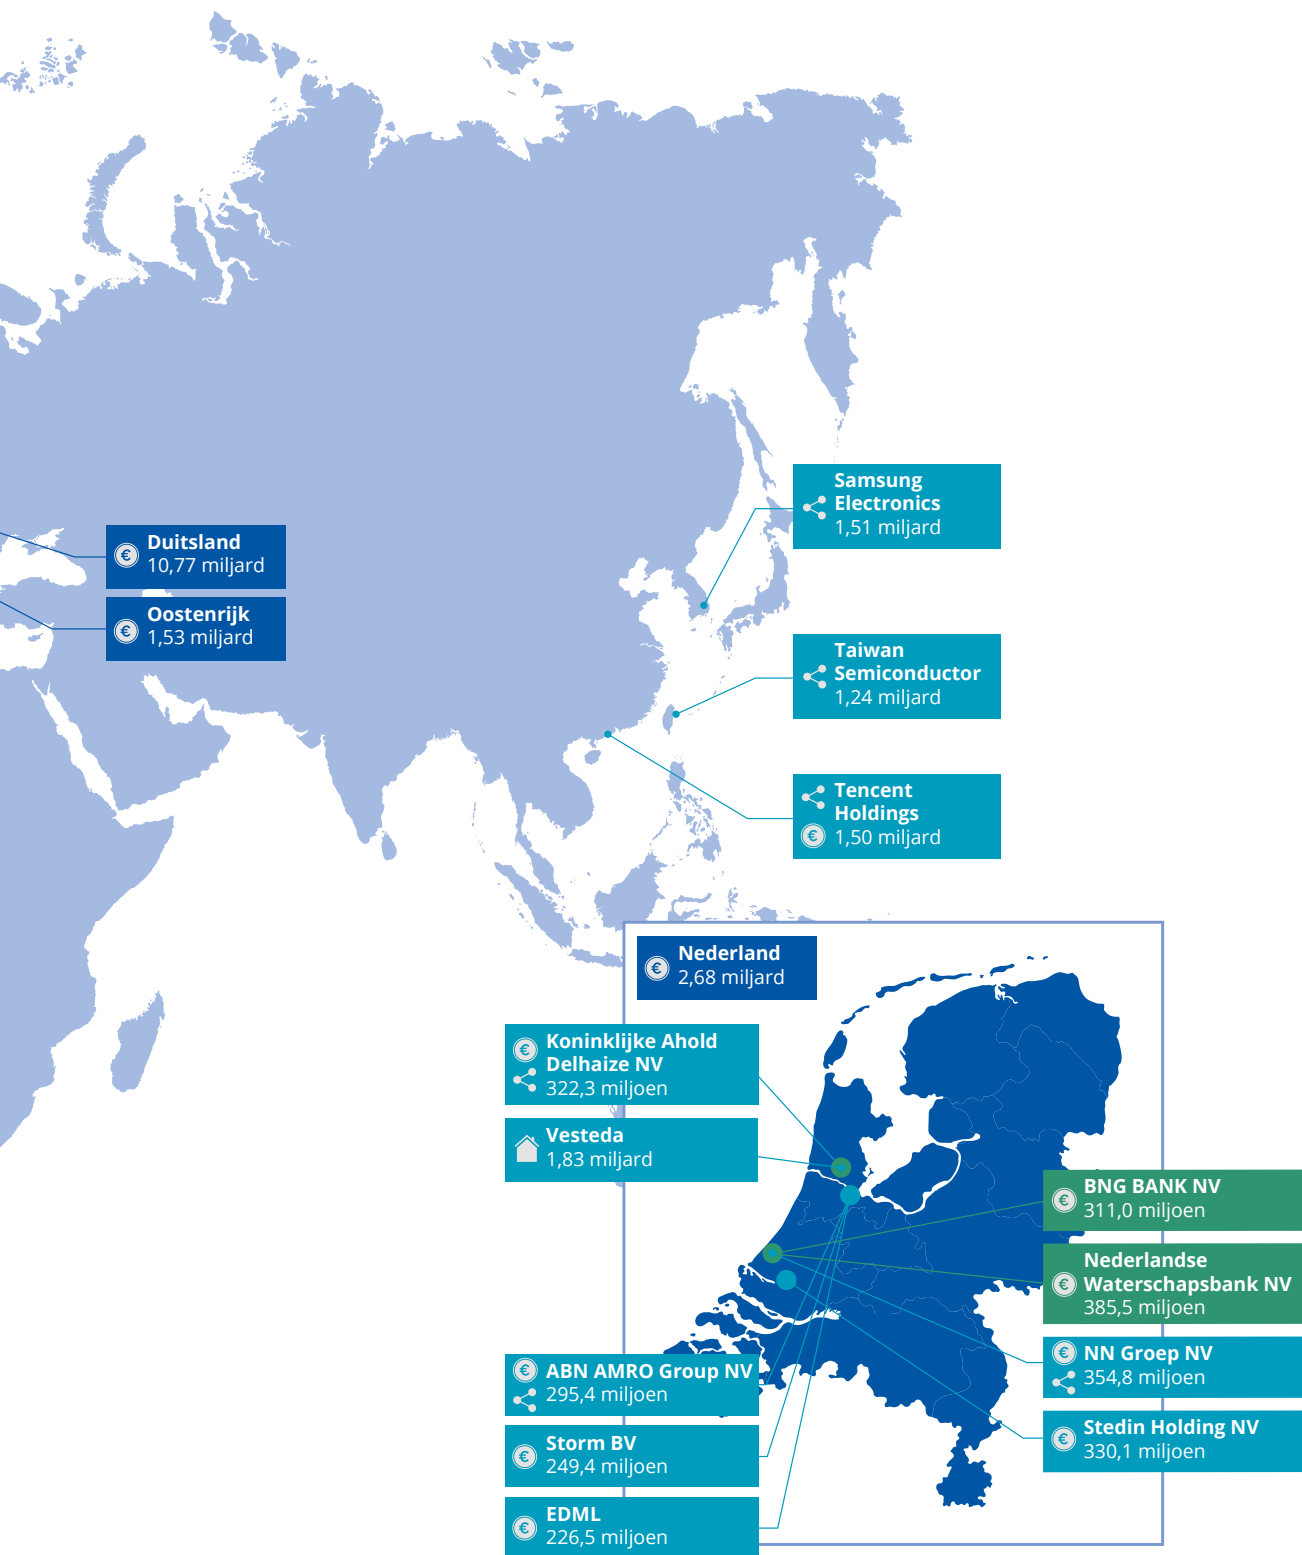 Samsung
Electronics
1,51 miljard
Duitsland
10,77 miljard
Oostenrijk
1,53 miljard
Taiwan
Semiconductor
1,24 miljard
Tencent
Holdings
1,50 miljard
Nederland
2,68 miljard
Koninklijke Ahold
Delhaize NV
322,3 miljoen
Vesteda
1,83 miljard
BNG BANK NV
311,0 miljoen
Nederlandse
Waterschapsbank NV
385,5 miljoen
NN Groep NV
354,8 miljoen
ABN AMRO Group NV
295,4 miljoen
Stedin Holding NV
330,1 miljoen
Storm BV
249,4 miljoen
EDML
226,5 miljoen